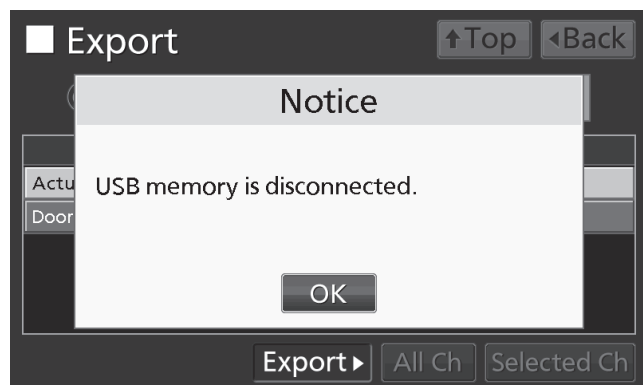 Export
Top
Back
Notice
Actu
USB memory is disconnected.
Door
OK
Export
All Ch
Selected Ch